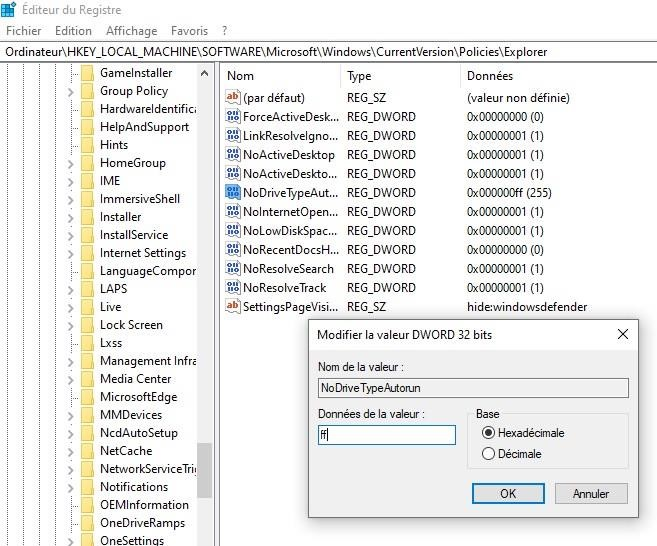 Éditeur du Registre
Fichier Edition Affichage Favoris ?
Ordinateur\HKEY_LOCAL_MACHINE\SOFTWARE\Microsoft\Windows\CurrentVersion\Policies\Explorer
GameInstaller
Group Policy
HardwareIdentifica
HelpAndSupport
Hints
HomeGroup
IME
ImmersiveShell
Installer
InstallService
Internet Settings
LanguageCompor
LAPS
Live
Lock Screen
Lxss
Management Infra
Media Center
MicrosoftEdge
MMDevices
NcdAutoSetup
NetCache
NetworkServiceTrig
Notifications
OEMInformation
OneDriveRamps
OneSettings
Nom Type Données
ab (par défaut) REG_SZ (valeur non définie)
ForceActiveDesk... REG_DWORD 0x00000000 (0)
LinkResolveIgno... REG_DWORD 0x00000001 (1)
NoActiveDesktop REG_DWORD 0x00000001 (1)
NoActiveDeskto... REG_DWORD 0x00000001 (1)
NoDriveTypeAut... REG_DWORD 0x000000ff (255)
NoInternetOpen... REG_DWORD 0x00000001 (1)
NoLowDiskSpac... REG_DWORD 0x00000001 (1)
NoRecentDocsH... REG_DWORD 0x00000000 (0)
NoResolveSearch REG_DWORD 0x00000001 (1)
NoResolveTrack REG_DWORD 0x00000001 (1)
ab SettingsPageVisi... REG_SZ hide:windowsdefender
Modifier la valeur DWORD 32 bits
Nom de la valeur :
NoDriveTypeAutorun
Données de la valeur :
ff
Base
Hexadécimale
Décimale
OK Annuler